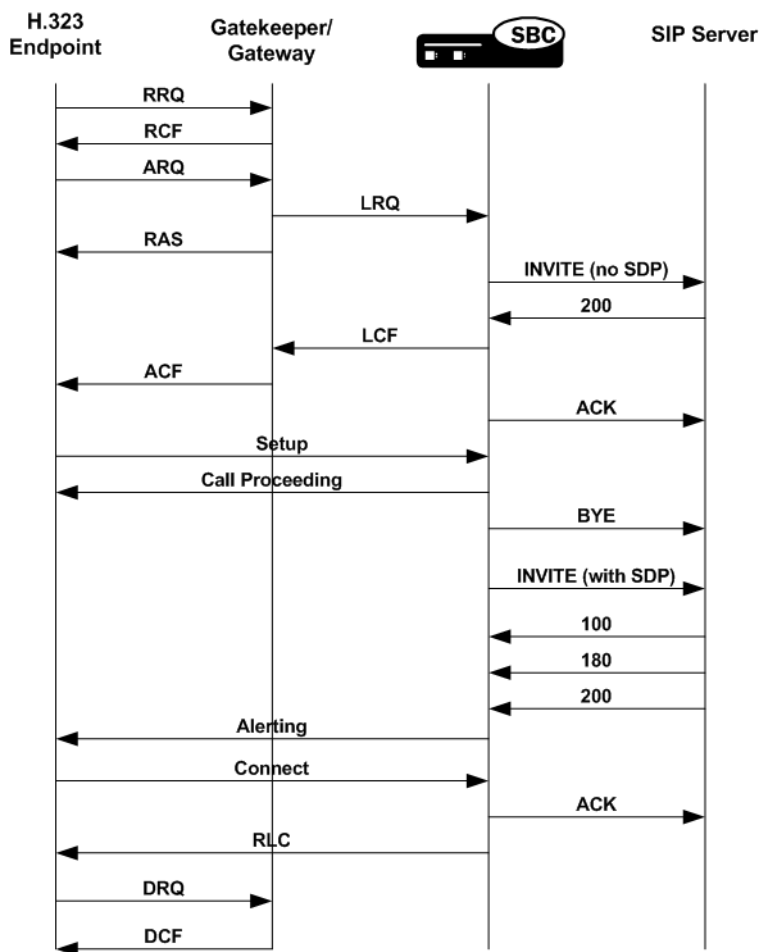 H.323
Endpoint
Gatekeeper/
Gateway
SBC
SIP Server
RRQ
RCF
ARQ
LRQ
RAS
INVITE (no SDP)
200
LCF
ACF
ACK
Setup
Call Proceeding
BYE
INVITE (with SDP)
100
180
200
Alerting
Connect
ACK
RLC
DRQ
DCF